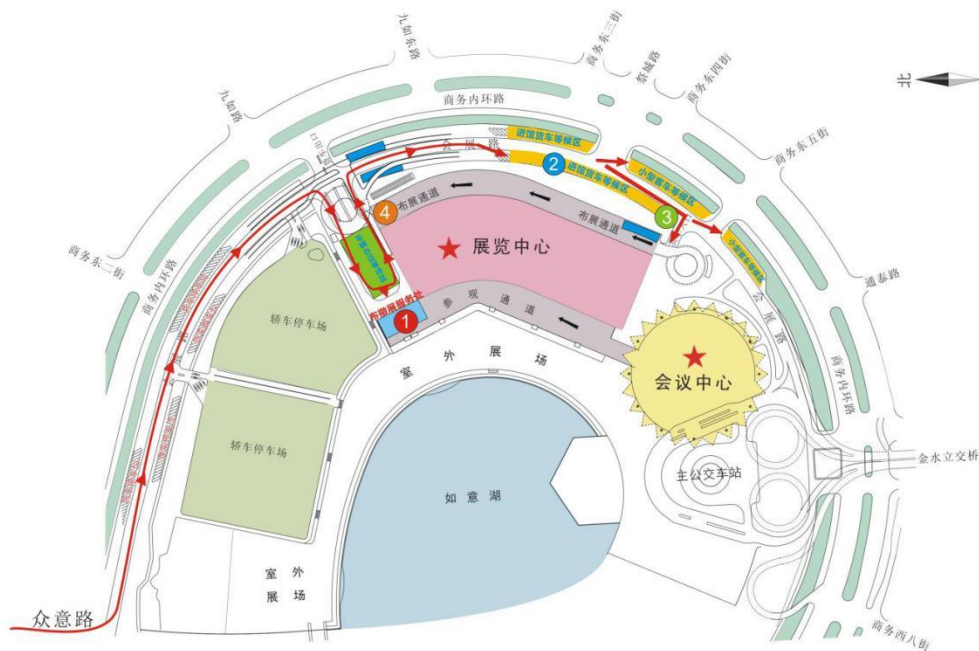 九如东路
商务东三街
祭城路
商务东四街
北
九如路
商务内环路
商务东五街
进馆货车等候区
会展路
小型客车等候区
2
进馆货车等候区
3
4
布展通道
布展通道
商务东二街
商务内环路
展览中心
小型客车等候区
通泰路
布撤展服务处
1
参观通道
轿车停车场
会展路
室外展场
会议中心
商务内环路
轿车停车场
金水立交桥
主公交车站
如意湖
室外
展场
众意路
商务西八街